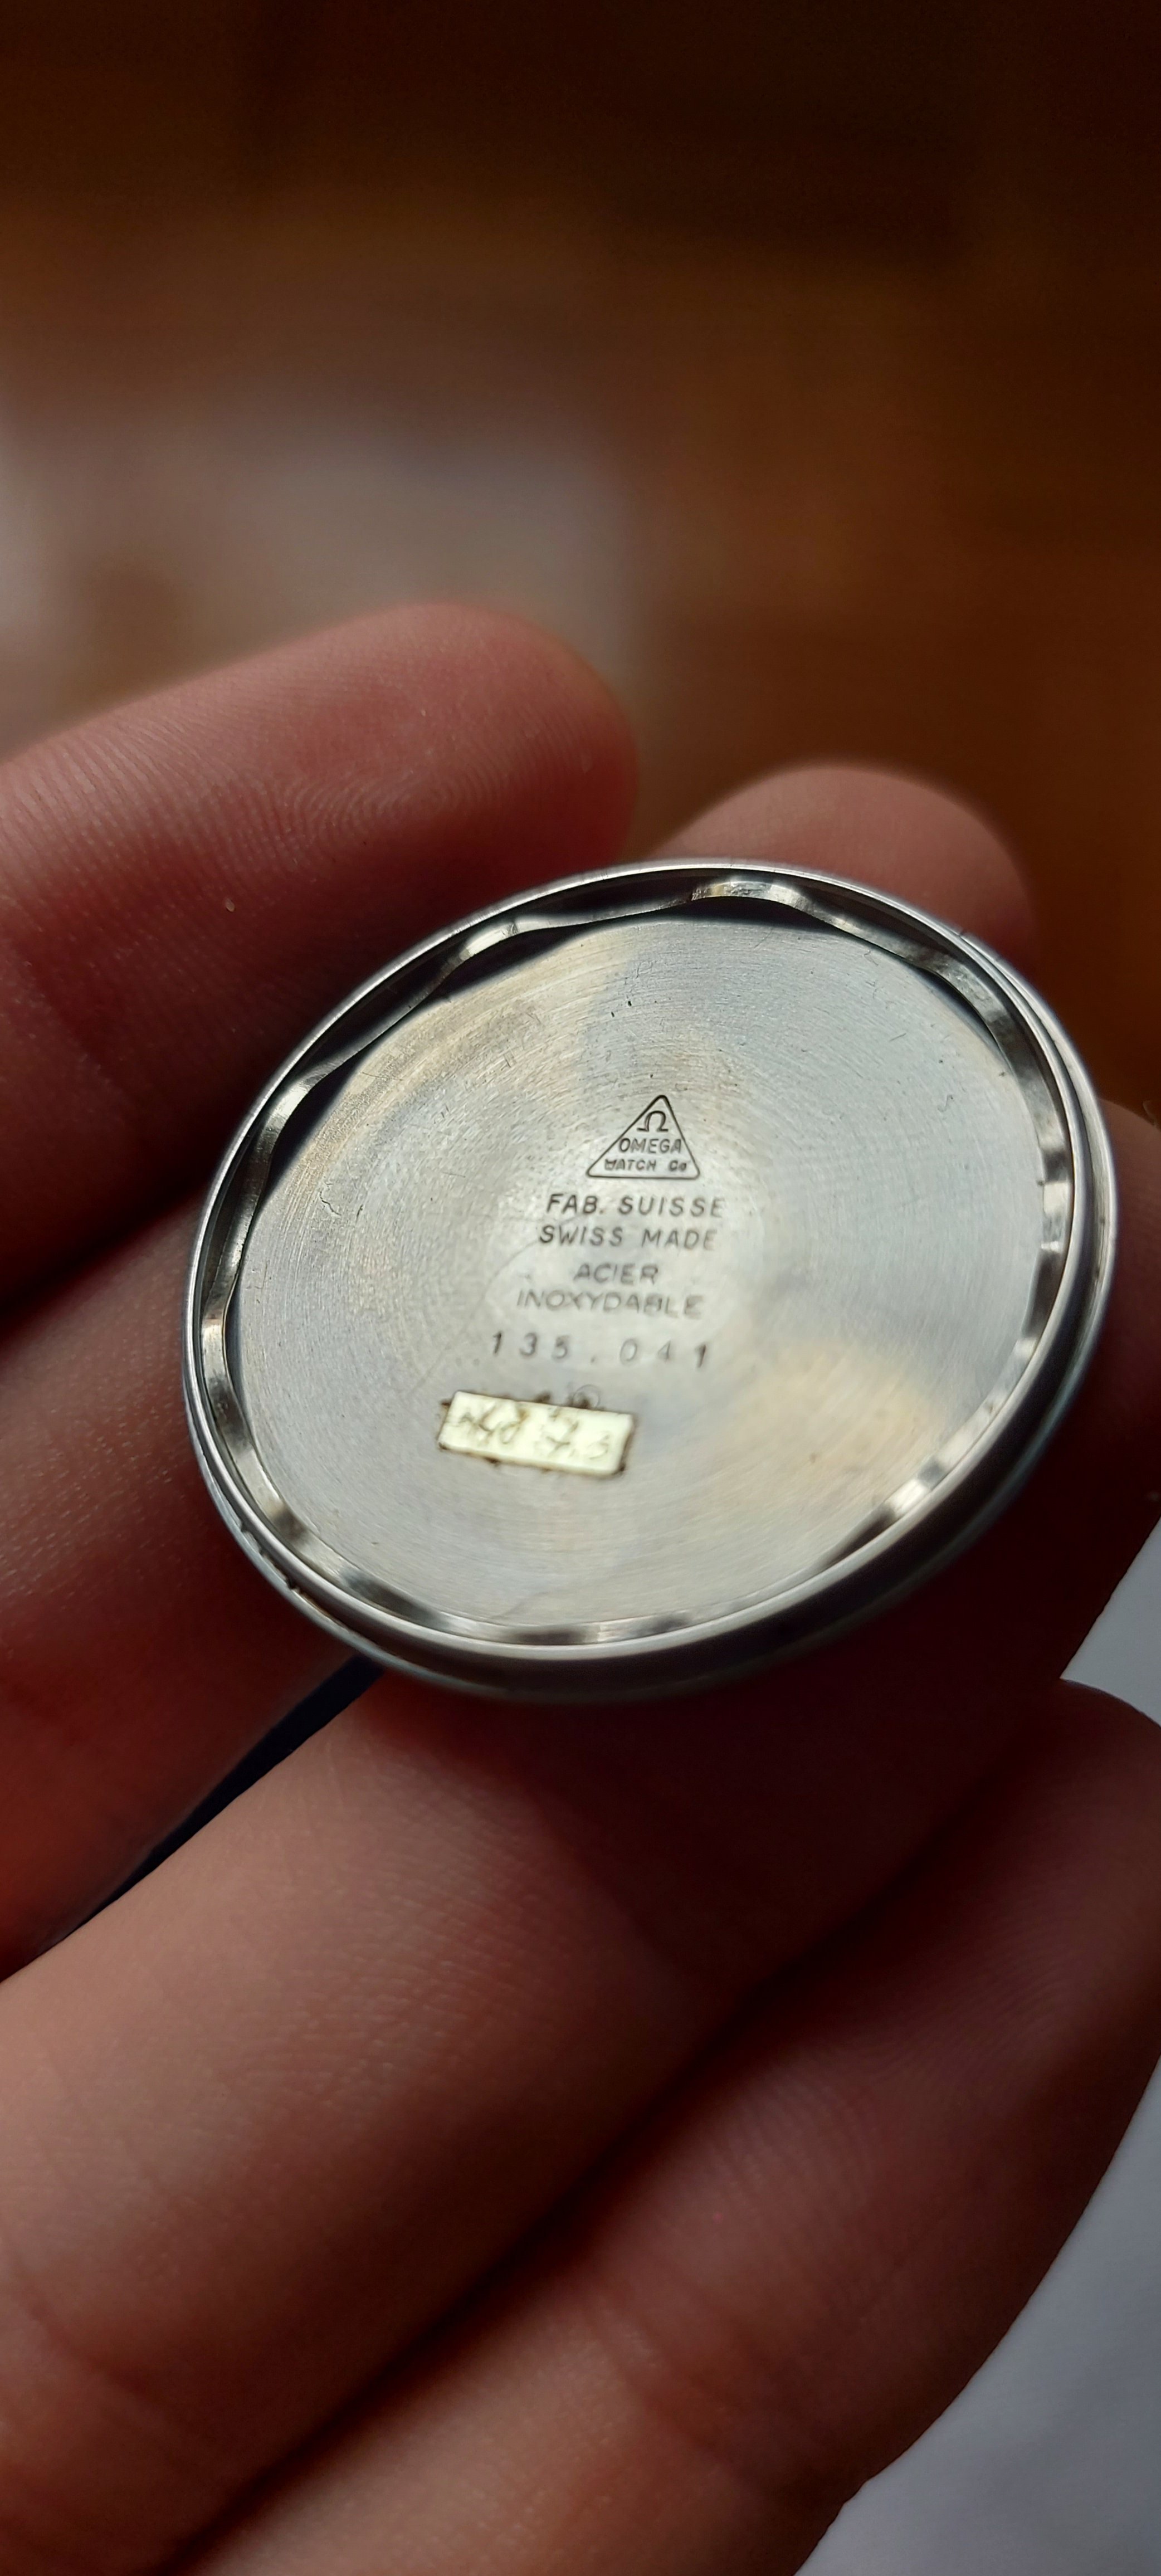 Ω
OMEGA
WATCH Co
FAB. SUISSE
SWISS MADE
ACIER
INOXYDABLE
135.041